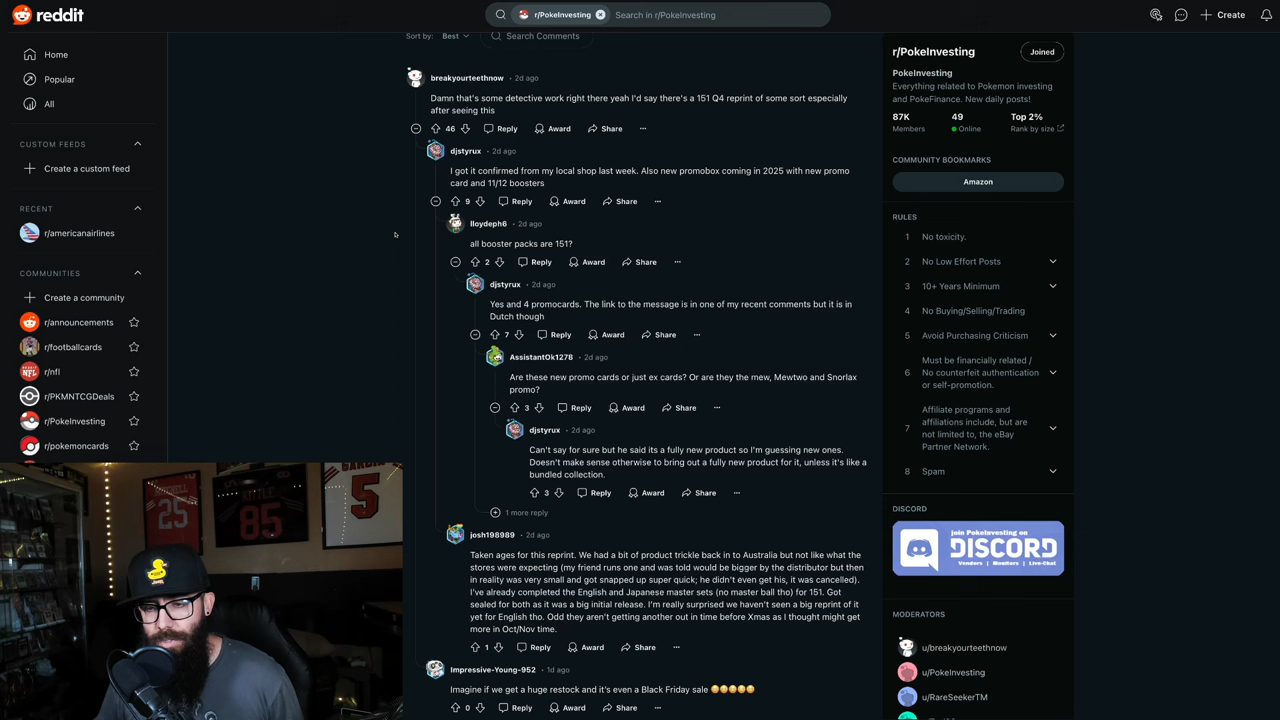 reddit
r/PokeInvesting
Search in r/PokeInvesting
Create
Home
Popular
All
CUSTOM FEEDS
Create a custom feed
RECENT
r/americanairlines
COMMUNITIES
Create a community
r/announcements
r/footballcards
r/nfl
r/PKMNTCGDeals
r/PokeInvesting
r/pokemoncards
Sort by: Best
Search Comments
breakyourteethnow • 2d ago
Damn that's some detective work right there yeah I'd say there's a 151 Q4 reprint of some sort especially
after seeing this
46 Reply Award Share
djstyrux • 2d ago
I got it confirmed from my local shop last week. Also new promobox coming in 2025 with new promo
card and 11/12 boosters
9 Reply Award Share
lloydeph6 • 2d ago
all booster packs are 151?
2 Reply Award Share
djstyrux • 2d ago
Yes and 4 promocards. The link to the message is in one of my recent comments but it is in
Dutch though
7 Reply Award Share
AssistantOk1278 • 2d ago
Are these new promo cards or just ex cards? Or are they the mew, Mewtwo and Snorlax
promo?
3 Reply Award Share
djstyrux • 2d ago
Can't say for sure but he said its a fully new product so I'm guessing new ones.
Doesn't make sense otherwise to bring out a fully new product for it, unless it's like a
bundled collection.
3 Reply Award Share
1 more reply
josh198989 • 2d ago
Taken ages for this reprint. We had a bit of product trickle back in to Australia but not like what the
stores were expecting (my friend runs one and was told would be bigger by the distributor but then
in reality was very small and got snapped up super quick; he didn't even get his, it was cancelled).
I've already completed the English and Japanese master sets (no master ball tho) for 151. Got
sealed for both as it was a big initial release. I'm really surprised we haven't seen a big reprint of it
yet for English tho. Odd they aren't getting another out in time before Xmas as I thought might get
more in Oct/Nov time.
1 Reply Award Share
Impressive-Young-952 • 1d ago
Imagine if we get a huge restock and it's even a Black Friday sale
0 Reply Award Share
r/PokeInvesting
Joined
PokeInvesting
Everything related to Pokemon investing
and PokeFinance. New daily posts!
87K 49 Top 2%
Members Online Rank by size
COMMUNITY BOOKMARKS
Amazon
RULES
1 No toxicity.
2 No Low Effort Posts
3 10+ Years Minimum
4 No Buying/Selling/Trading
5 Avoid Purchasing Criticism
Must be financially related /
6 No counterfeit authentication
or self-promotion.
Affiliate programs and
affiliations include, but are
7 not limited to, the eBay
Partner Network.
8 Spam
DISCORD
join PokeInvesting on
DISCORD
Vendors | Monitors | Live-Chat
MODERATORS
u/breakyourteethnow
u/PokeInvesting
u/RareSeekerTM
25
KITTLE
85
GARCIA
5